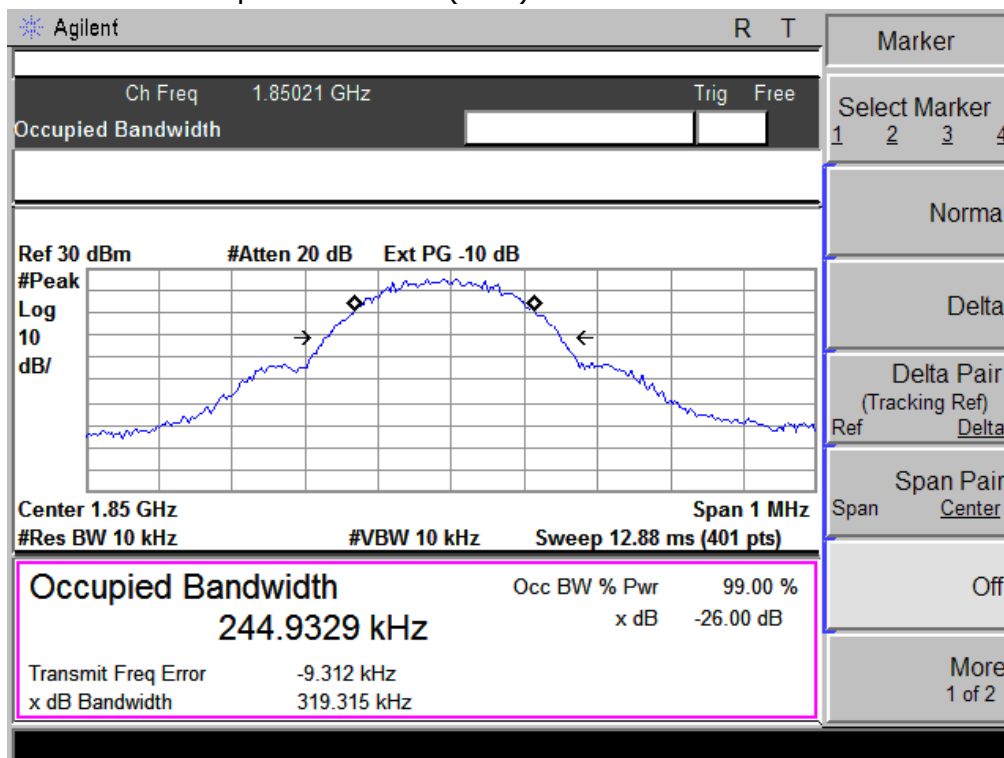 Agilent R T
Ch Freq 1.85021 GHz Trig Free
Occupied Bandwidth
Ref 30 dBm #Atten 20 dB Ext PG -10 dB
#Peak
Log
10
dB/
Center 1.85 GHz Span 1 MHz
#Res BW 10 kHz #VBW 10 kHz Sweep 12.88 ms (401 pts)
Occupied Bandwidth Occ BW % Pwr 99.00 %
244.9329 kHz x dB -26.00 dB
Transmit Freq Error -9.312 kHz
x dB Bandwidth 319.315 kHz
Marker
Select Marker
1 2 3 4
Norma
Delta
Delta Pair
(Tracking Ref)
Ref Delta
Span Pair
Span Center
Off
More
1 of 2